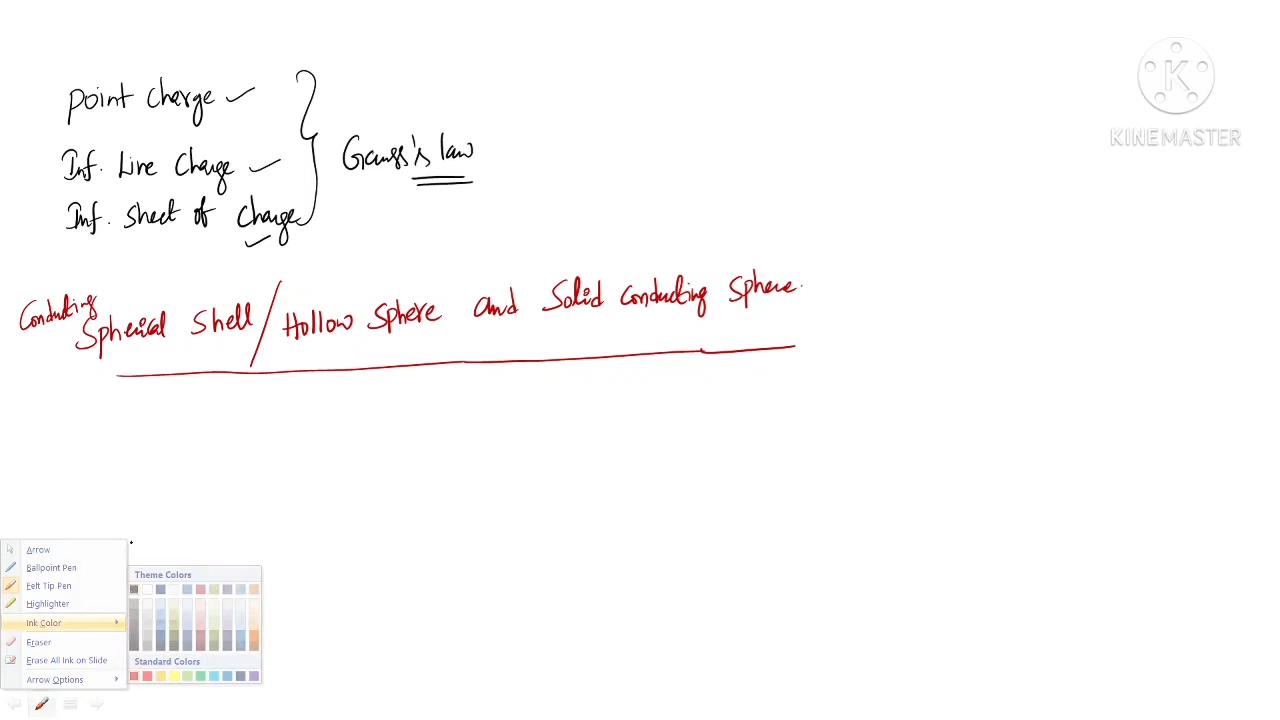 point charge
Inf. Line charge
Inf. sheet of charge
Gauss's law
Conducting
Spherical shell / Hollow sphere and Solid conducting sphere.
K
KINEMASTER
Arrow
Ballpoint Pen
Felt Tip Pen
Highlighter
Ink Color
Eraser
Erase All Ink on Slide
Arrow Options
Theme Colors
Standard Colors